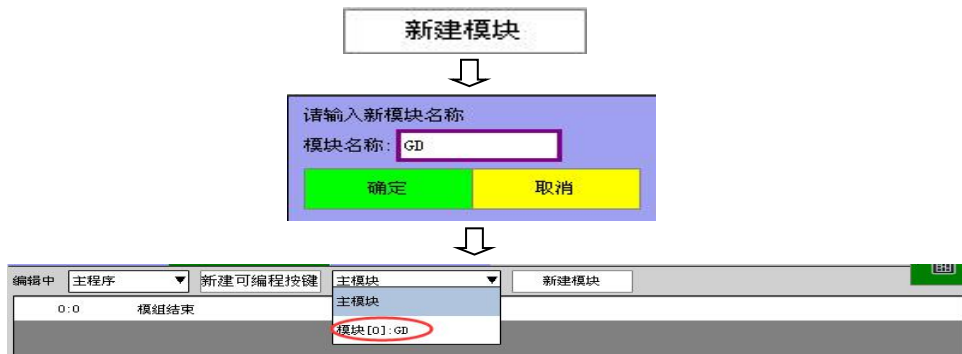 新建模块
请输入新模块名称
模块名称: GD
确定 取消
编辑中 主程序 新建可编程按键 主模块 新建模块
主模块
0:0 模组结束
模块[0]:GD